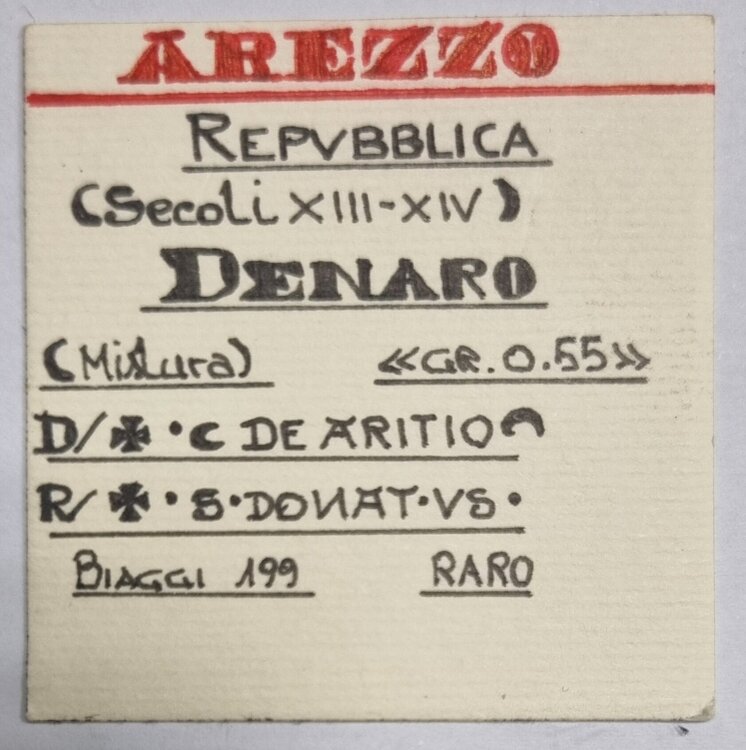 AREZZO
REPVBBLICA
(Secoli XIII-XIV)
DENARO
(Mistura) «GR. 0.55»
D/ ✠ • C DE ARITIO
R/ ✠ • S•DONAT•VS•
BIAGGI 199 RARO